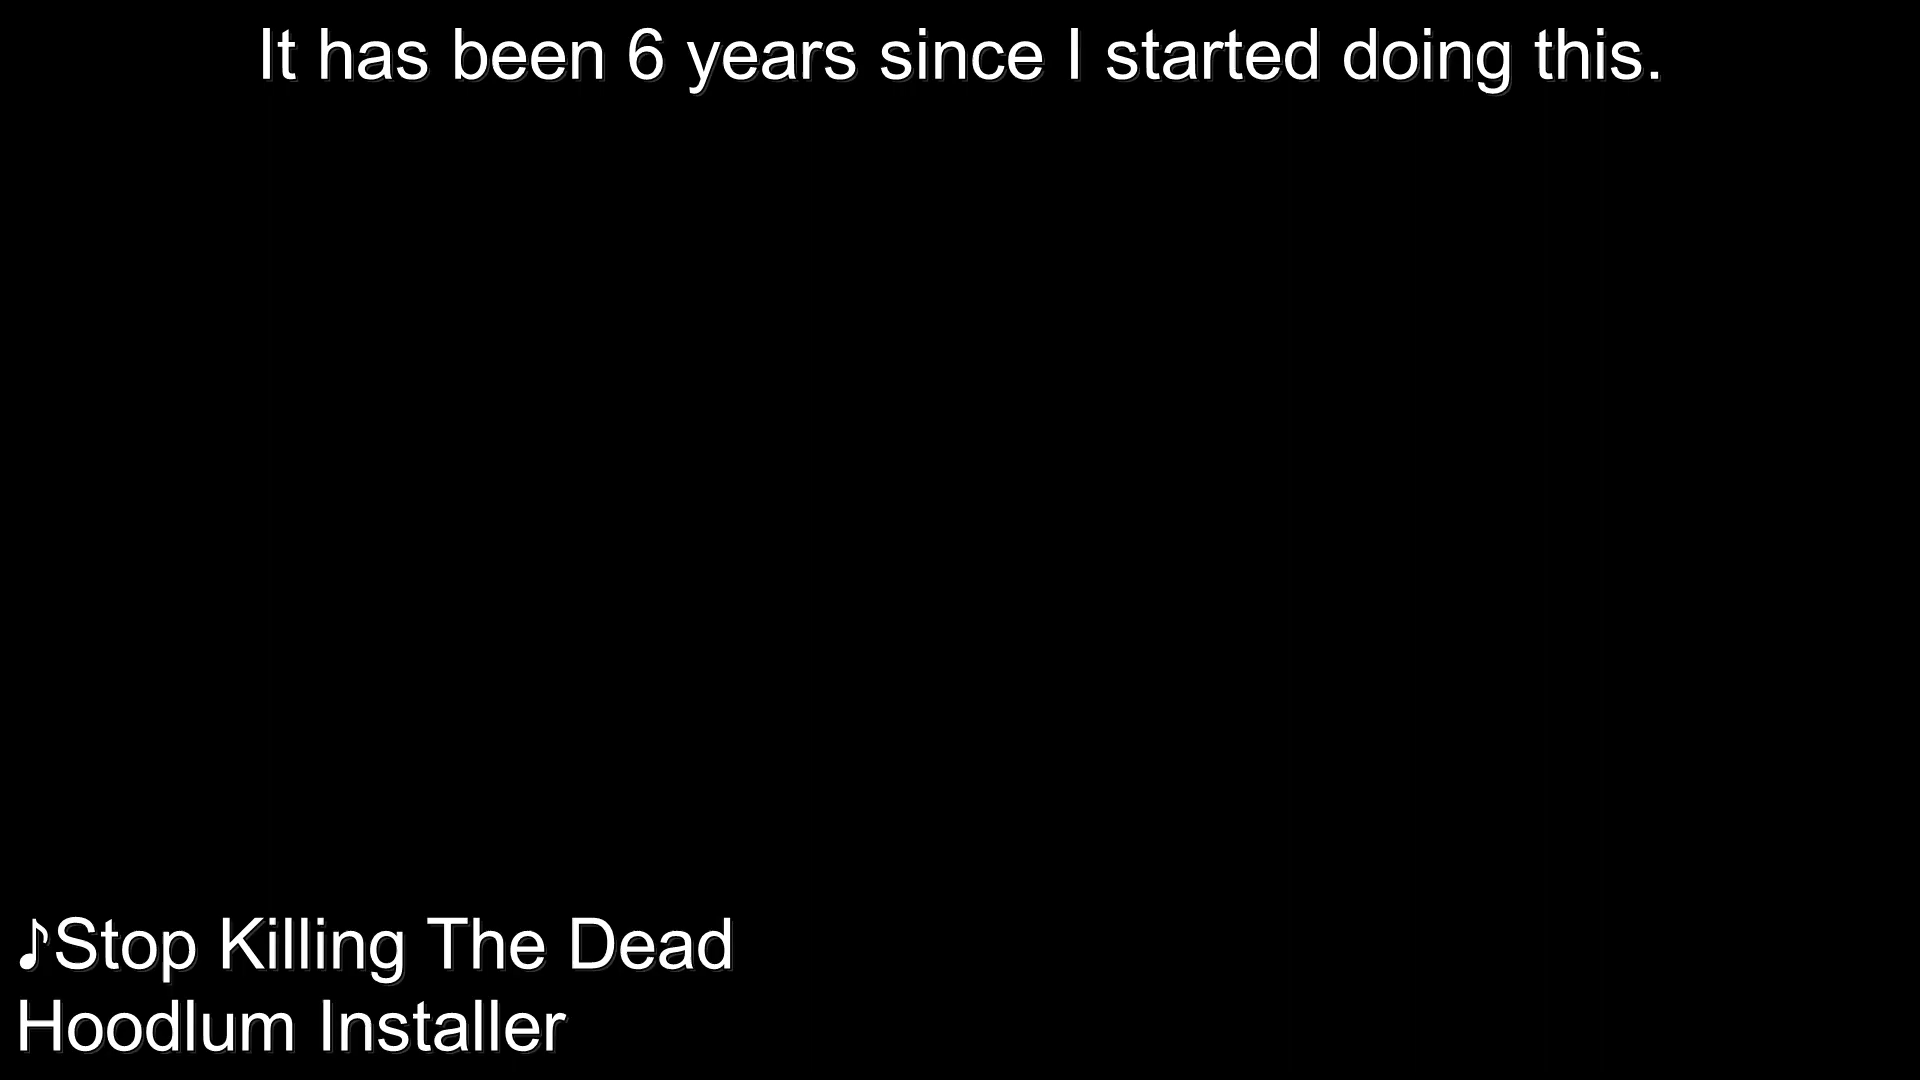 It has been 6 years since I started doing this.
♪Stop Killing The Dead
Hoodlum Installer